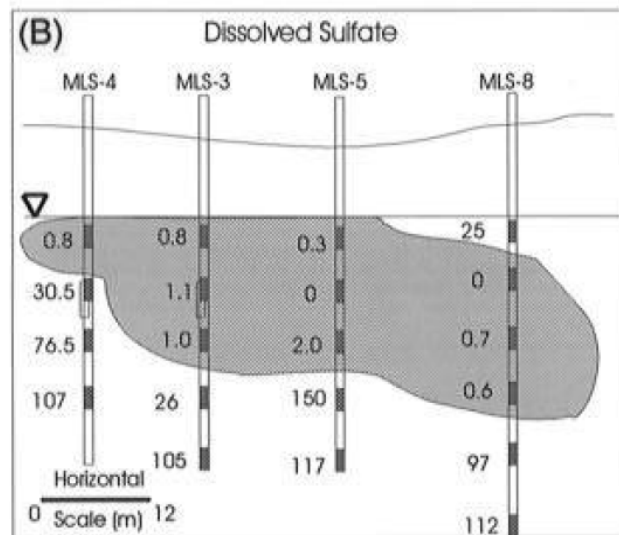 (B) Dissolved Sulfate
MLS-4 MLS-3 MLS-5 MLS-8
25
0.8 0.8 0.3
30.5 1.1 0 0
76.5 1.0 2.0 0.7
107 26 150 0.6
105 117 97
Horizontal
0 Scale (m) 12
112